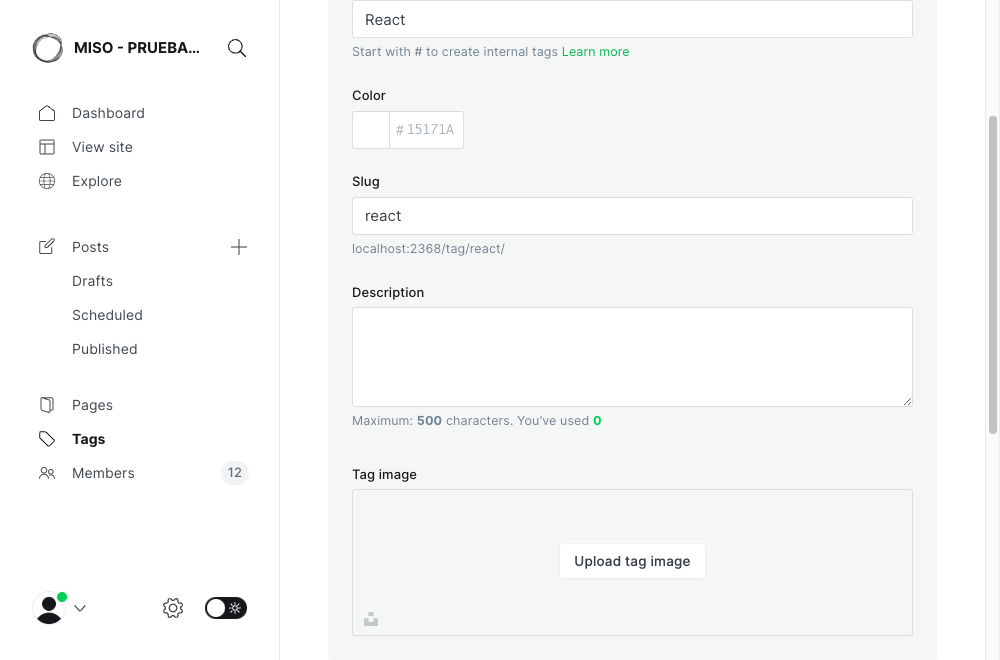 MISO - PRUEBA...
Dashboard
View site
Explore
Posts
Drafts
Scheduled
Published
Pages
Tags
Members
12
React
Start with # to create internal tags Learn more
Color
# 15171A
Slug
react
localhost:2368/tag/react/
Description
Maximum: 500 characters. You’ve used 0
Tag image
Upload tag image